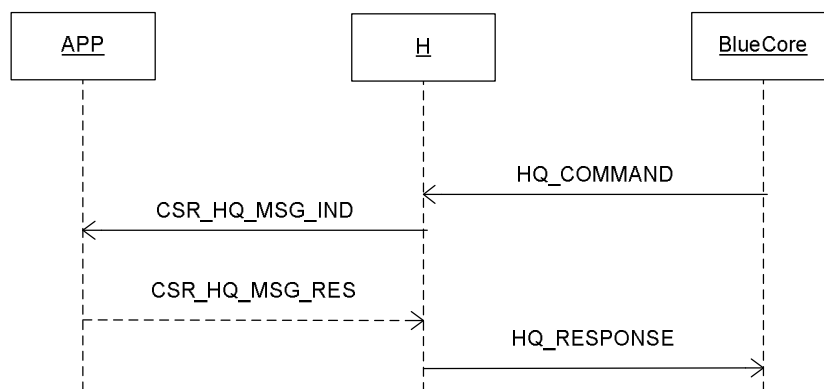 APP
H
BlueCore
HQ_COMMAND
CSR_HQ_MSG_IND
CSR_HQ_MSG_RES
HQ_RESPONSE